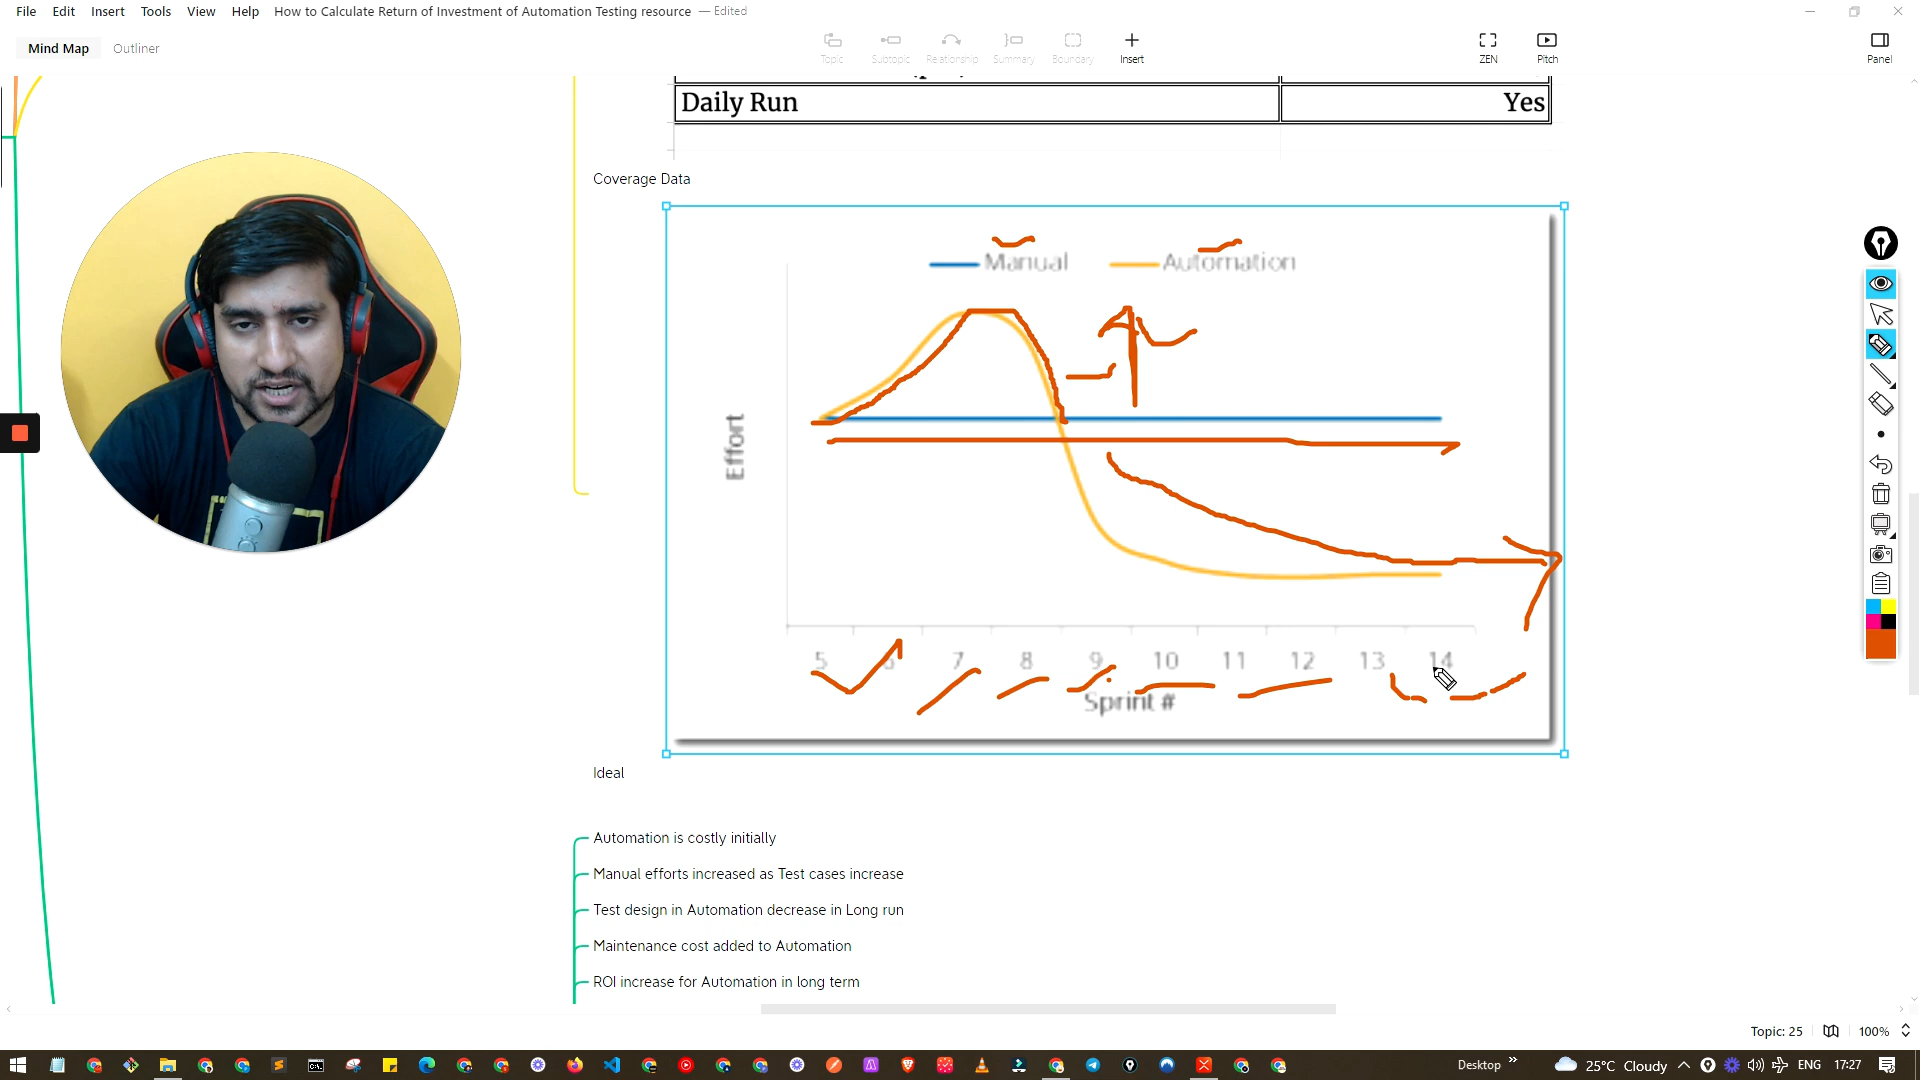 File Edit Insert Tools View Help How to Calculate Return of Investment of Automation Testing resource — Edited
Mind Map Outliner
Topic Subtopic Relationship Summary Boundary Insert ZEN Pitch Panel
Daily Run Yes
Coverage Data
Manual Automation
Effort
5 6 7 8 9 10 11 12 13 14
Sprint #
Ideal
Automation is costly initially
Manual efforts increased as Test cases increase
Test design in Automation decrease in Long run
Maintenance cost added to Automation
ROI increase for Automation in long term
Topic: 25 100%
Desktop 25°C Cloudy ENG 17:27